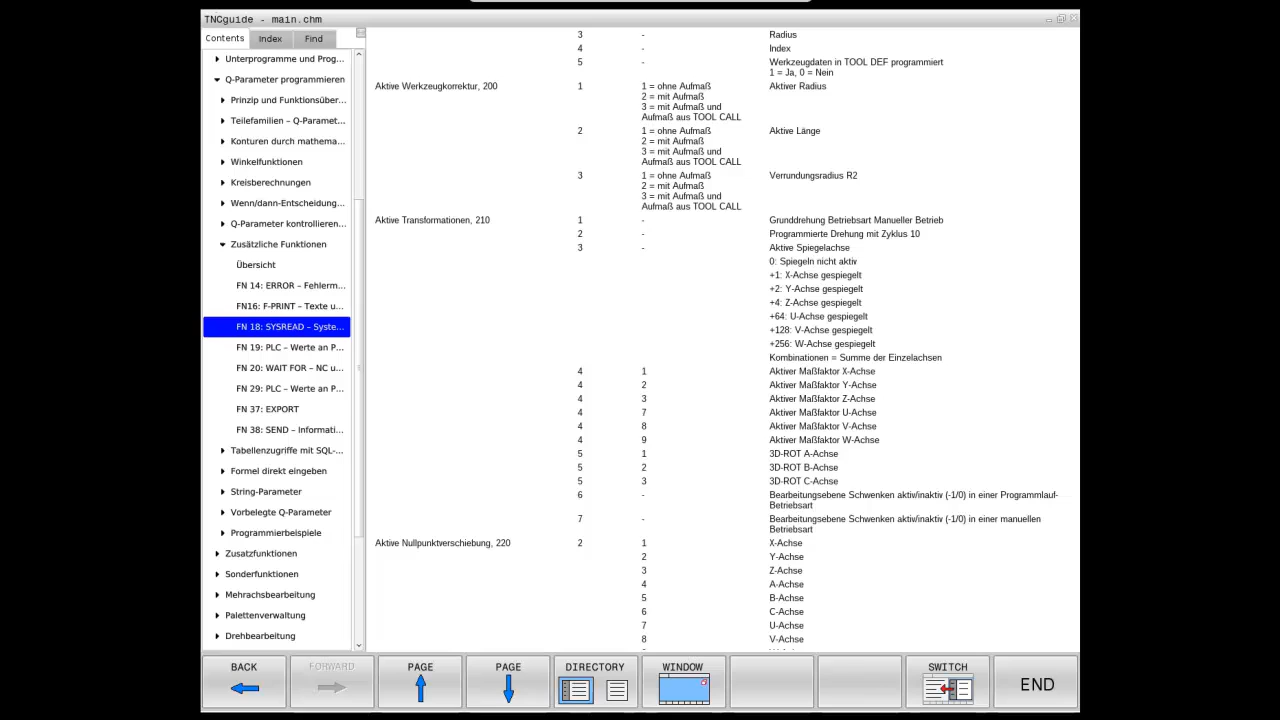 TNCguide - main.chm
Contents Index Find
Unterprogramme und Prog...
Q-Parameter programmieren
Prinzip und Funktionsüber...
Teilefamilien – Q-Paramet...
Konturen durch mathema...
Winkelfunktionen
Kreisberechnungen
Wenn/dann-Entscheidung...
Q-Parameter kontrollieren...
Zusätzliche Funktionen
Übersicht
FN 14: ERROR – Fehlerm...
FN16: F-PRINT – Texte u...
FN 18: SYSREAD – Syste...
FN 19: PLC – Werte an P...
FN 20: WAIT FOR – NC u...
FN 29: PLC – Werte an P...
FN 37: EXPORT
FN 38: SEND – Informati...
Tabellenzugriffe mit SQL-...
Formel direkt eingeben
String-Parameter
Vorbelegte Q-Parameter
Programmierbeispiele
Zusatzfunktionen
Sonderfunktionen
Mehrachsbearbeitung
Palettenverwaltung
Drehbearbeitung
3 - Radius
4 - Index
5 - Werkzeugdaten in TOOL DEF programmiert
1 = Ja, 0 = Nein
Aktive Werkzeugkorrektur, 200 1 1 = ohne Aufmaß Aktiver Radius
2 = mit Aufmaß
3 = mit Aufmaß und
Aufmaß aus TOOL CALL
2 1 = ohne Aufmaß Aktive Länge
2 = mit Aufmaß
3 = mit Aufmaß und
Aufmaß aus TOOL CALL
3 1 = ohne Aufmaß Verrundungsradius R2
2 = mit Aufmaß
3 = mit Aufmaß und
Aufmaß aus TOOL CALL
Aktive Transformationen, 210 1 - Grunddrehung Betriebsart Manueller Betrieb
2 - Programmierte Drehung mit Zyklus 10
3 - Aktive Spiegelachse
0: Spiegeln nicht aktiv
+1: X-Achse gespiegelt
+2: Y-Achse gespiegelt
+4: Z-Achse gespiegelt
+64: U-Achse gespiegelt
+128: V-Achse gespiegelt
+256: W-Achse gespiegelt
Kombinationen = Summe der Einzelachsen
4 1 Aktiver Maßfaktor X-Achse
4 2 Aktiver Maßfaktor Y-Achse
4 3 Aktiver Maßfaktor Z-Achse
4 7 Aktiver Maßfaktor U-Achse
4 8 Aktiver Maßfaktor V-Achse
4 9 Aktiver Maßfaktor W-Achse
5 1 3D-ROT A-Achse
5 2 3D-ROT B-Achse
5 3 3D-ROT C-Achse
6 - Bearbeitungsebene Schwenken aktiv/inaktiv (-1/0) in einer Programmlauf-
Betriebsart
7 - Bearbeitungsebene Schwenken aktiv/inaktiv (-1/0) in einer manuellen
Betriebsart
Aktive Nullpunktverschiebung, 220 2 1 X-Achse
2 Y-Achse
3 Z-Achse
4 A-Achse
5 B-Achse
6 C-Achse
7 U-Achse
8 V-Achse
BACK FORWARD PAGE PAGE DIRECTORY WINDOW SWITCH END